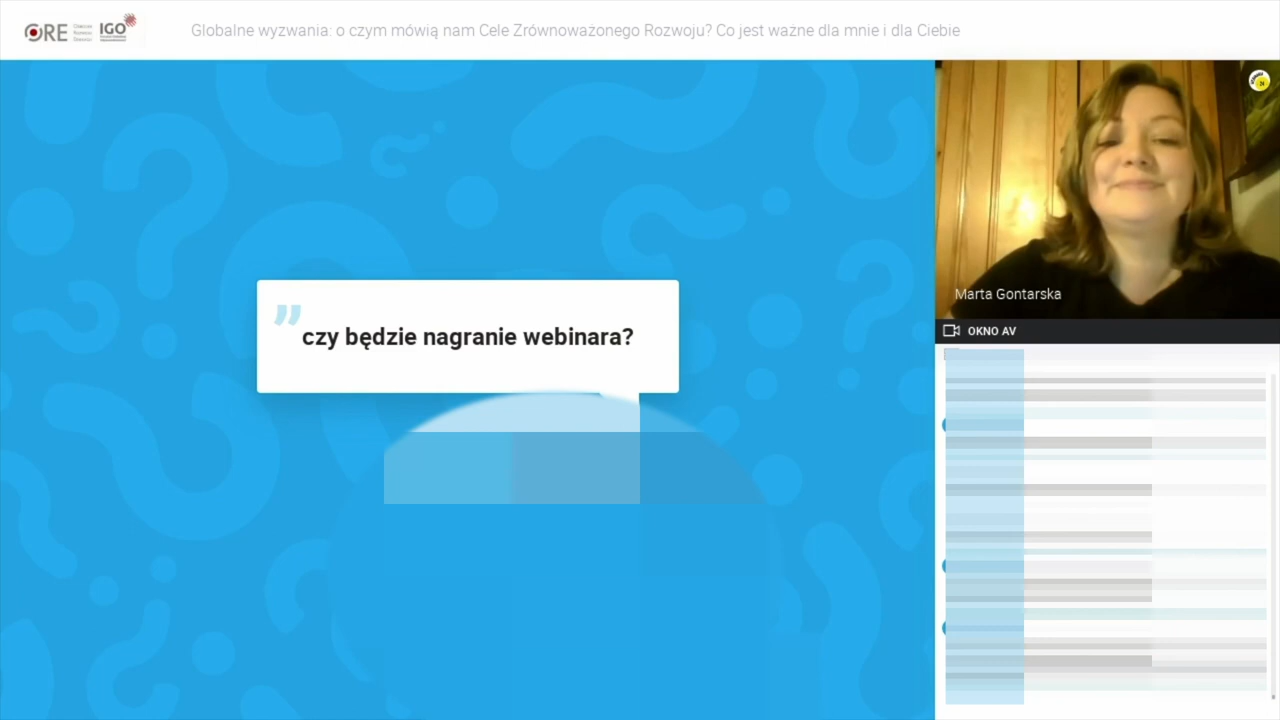 ORE
IGO
Globalne wyzwania: o czym mówią nam Cele Zrównoważonego Rozwoju? Co jest ważne dla mnie i dla Ciebie
czy będzie nagranie webinara?
Marta Gontarska
OKNO AV